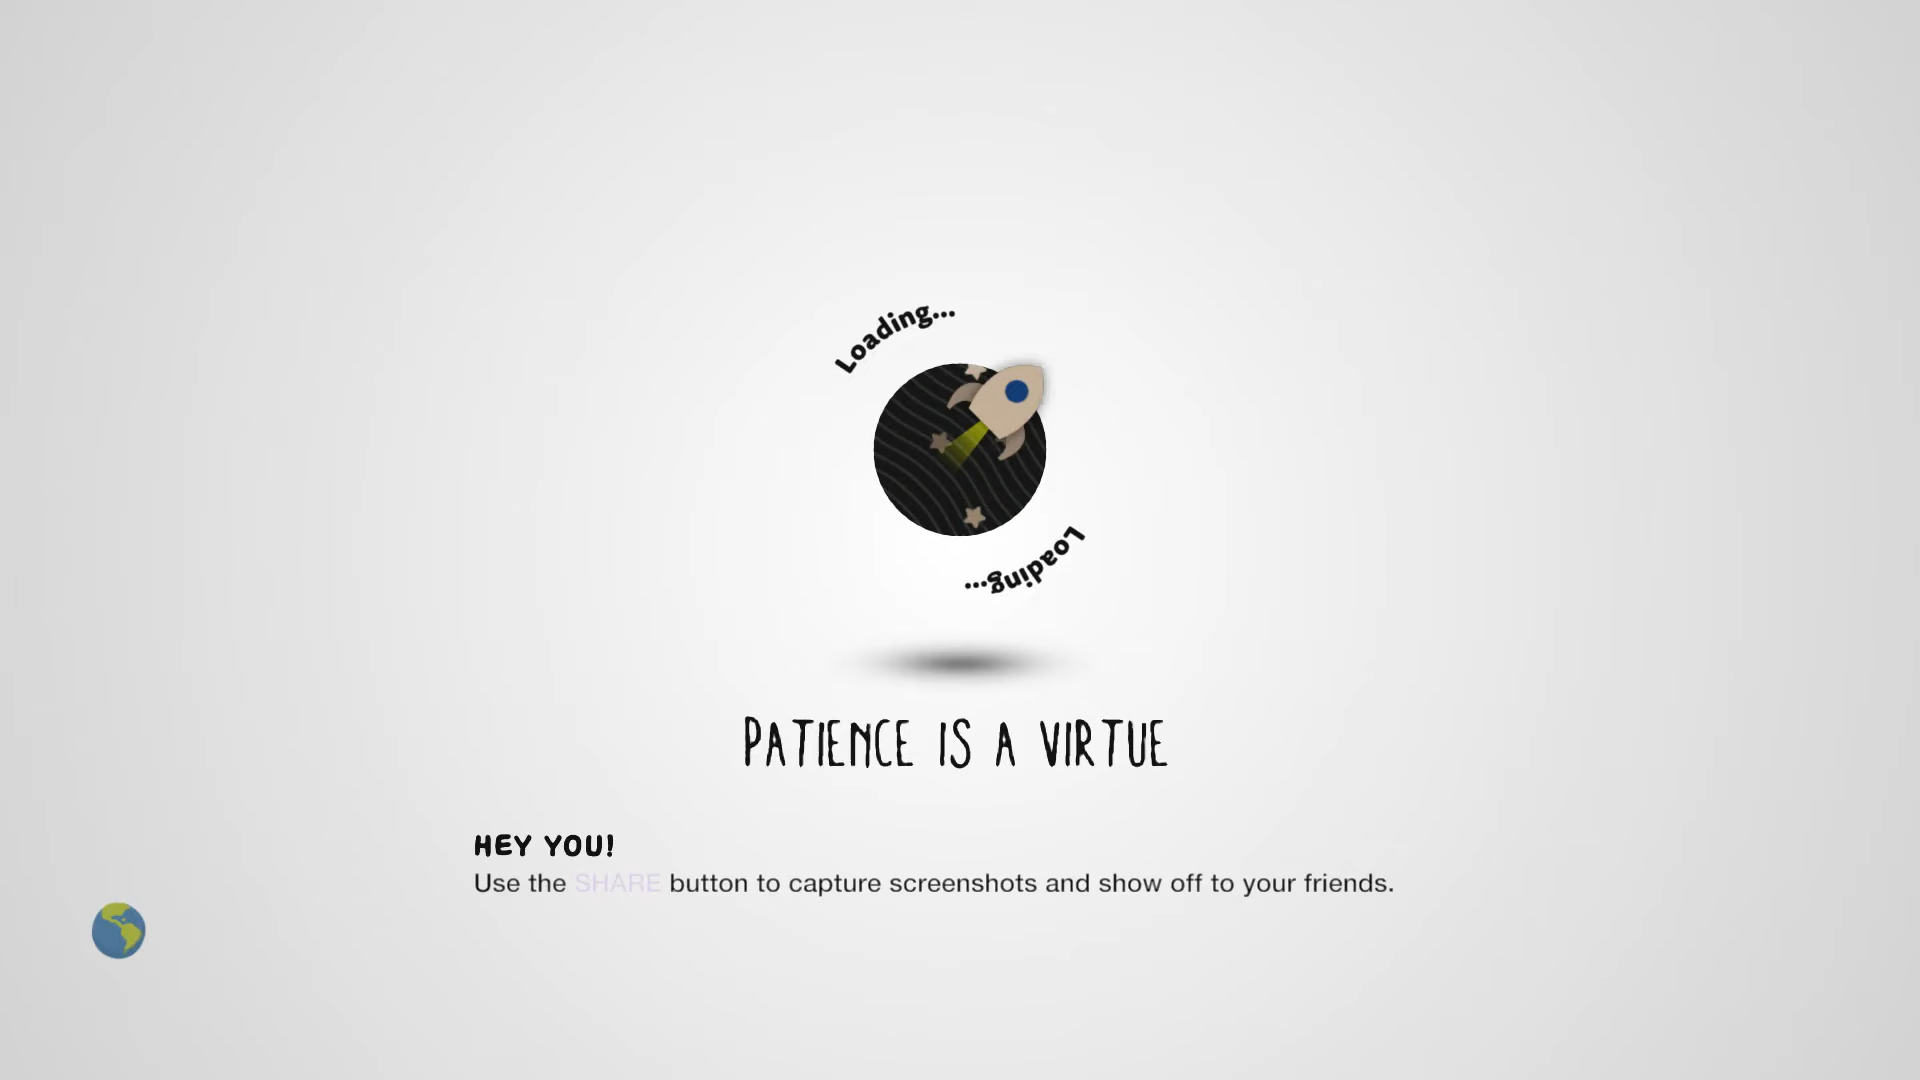 Loading...
Loading...
PATIENCE IS A VIRTUE
HEY YOU!
Use the SHARE button to capture screenshots and show off to your friends.